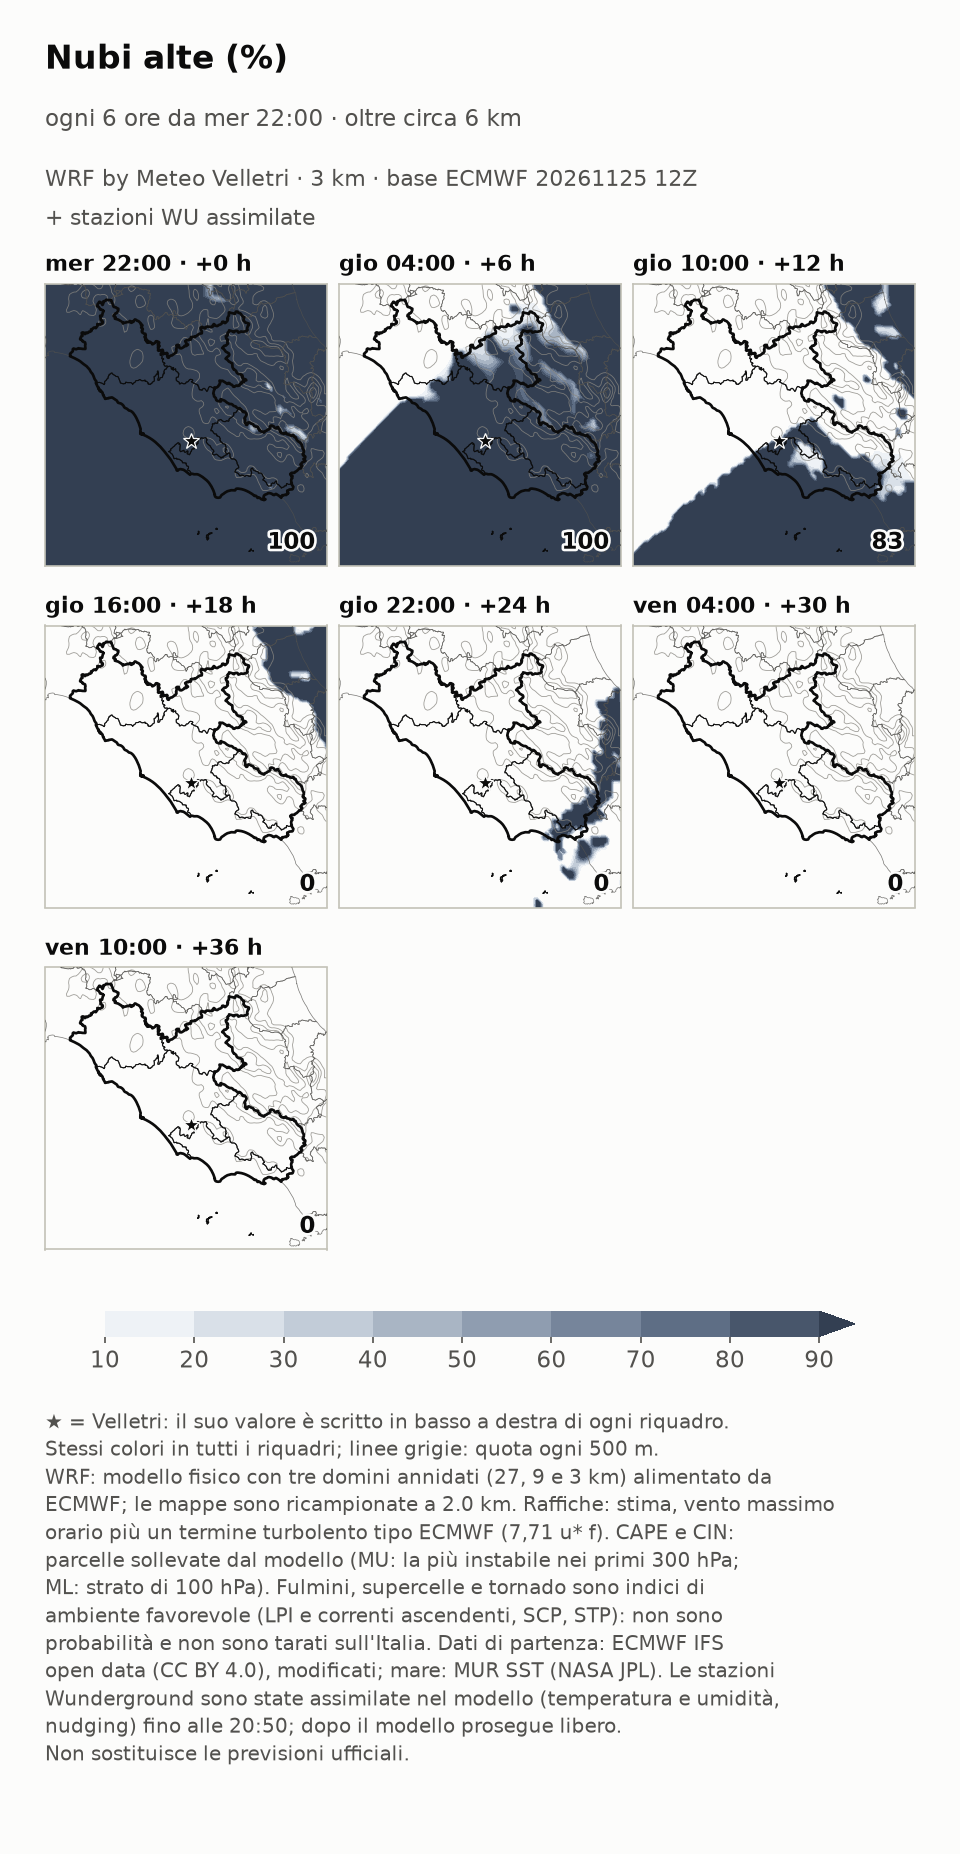 Nubi alte (%)
ogni 6 ore da mer 22:00 · oltre circa 6 km
WRF by Meteo Velletri · 3 km · base ECMWF 20261125 12Z
+ stazioni WU assimilate
mer 22:00 · +0 h
gio 04:00 · +6 h
gio 10:00 · +12 h
100
100
83
gio 16:00 · +18 h
gio 22:00 · +24 h
ven 04:00 · +30 h
0
0
0
ven 10:00 · +36 h
0
10 20 30 40 50 60 70 80 90
★ = Velletri: il suo valore è scritto in basso a destra di ogni riquadro.
Stessi colori in tutti i riquadri; linee grigie: quota ogni 500 m.
WRF: modello fisico con tre domini annidati (27, 9 e 3 km) alimentato da
ECMWF; le mappe sono ricampionate a 2.0 km. Raffiche: stima, vento massimo
orario più un termine turbolento tipo ECMWF (7,71 u* f). CAPE e CIN:
parcelle sollevate dal modello (MU: la più instabile nei primi 300 hPa;
ML: strato di 100 hPa). Fulmini, supercelle e tornado sono indici di
ambiente favorevole (LPI e correnti ascendenti, SCP, STP): non sono
probabilità e non sono tarati sull'Italia. Dati di partenza: ECMWF IFS
open data (CC BY 4.0), modificati; mare: MUR SST (NASA JPL). Le stazioni
Wunderground sono state assimilate nel modello (temperatura e umidità,
nudging) fino alle 20:50; dopo il modello prosegue libero.
Non sostituisce le previsioni ufficiali.